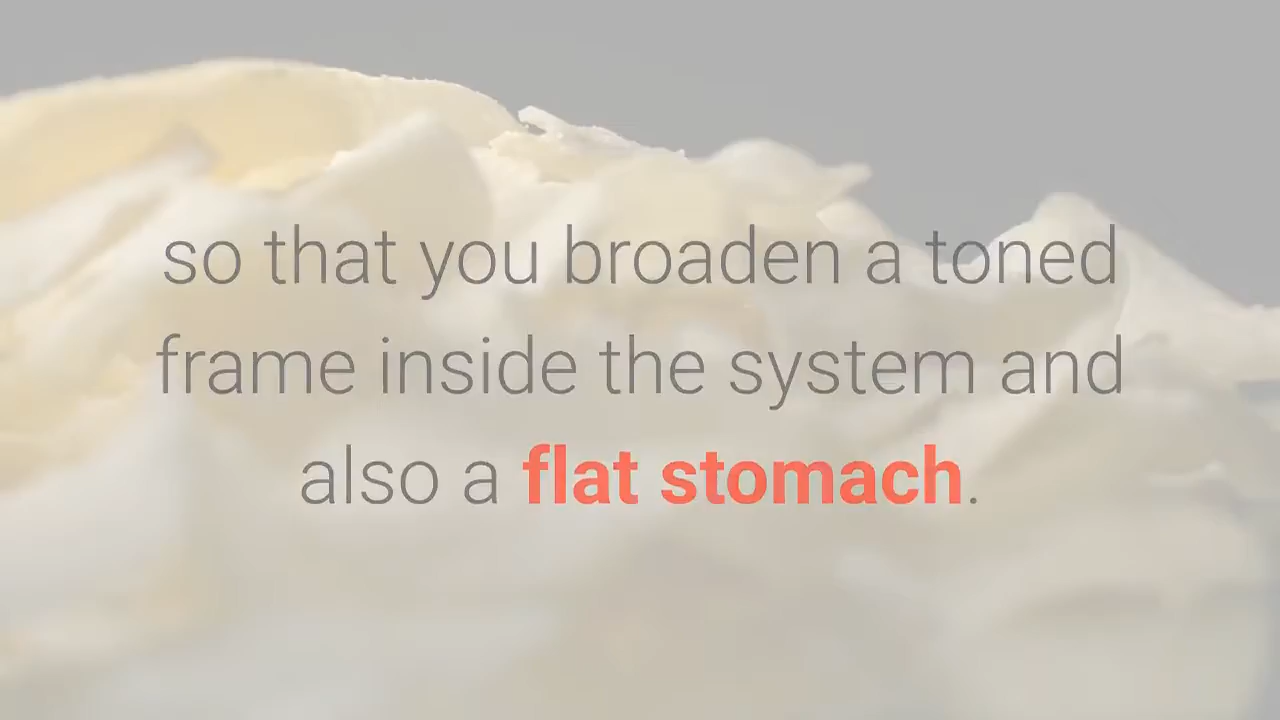 so that you broaden a toned
frame inside the system and
also a flat stomach.